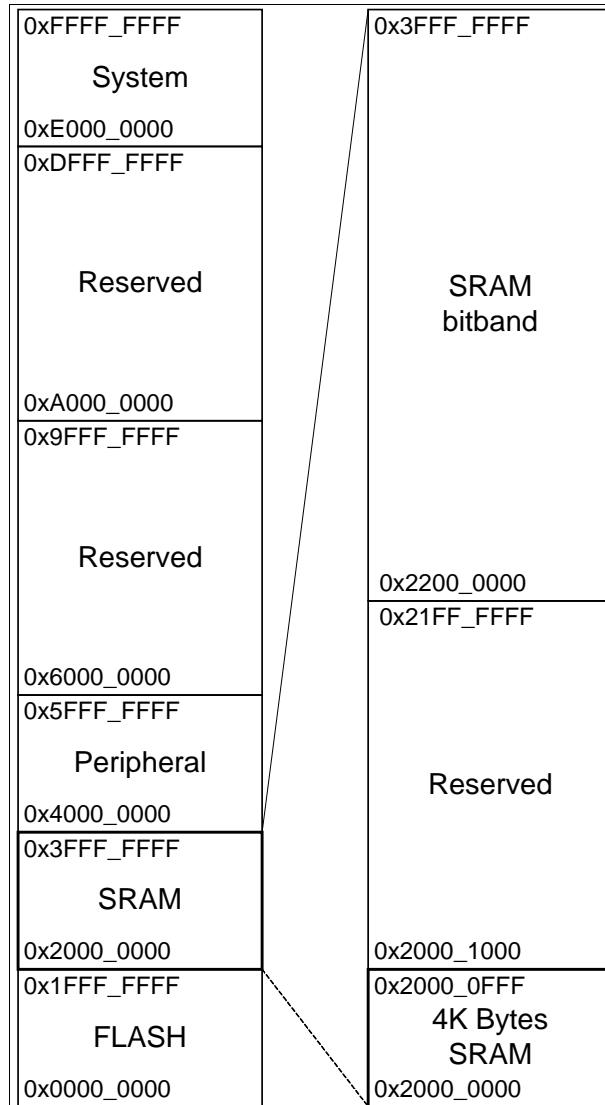 0xFFFF_FFFF
System
0xE000_0000
0xDFFF_FFFF
Reserved
0xA000_0000
0x9FFF_FFFF
Reserved
0x6000_0000
0x5FFF_FFFF
Peripheral
0x4000_0000
0x3FFF_FFFF
SRAM
0x2000_0000
0x1FFF_FFFF
FLASH
0x0000_0000
0x3FFF_FFFF
SRAM
bitband
0x2200_0000
0x21FF_FFFF
Reserved
0x2000_1000
0x2000_0FFF
4K Bytes
SRAM
0x2000_0000